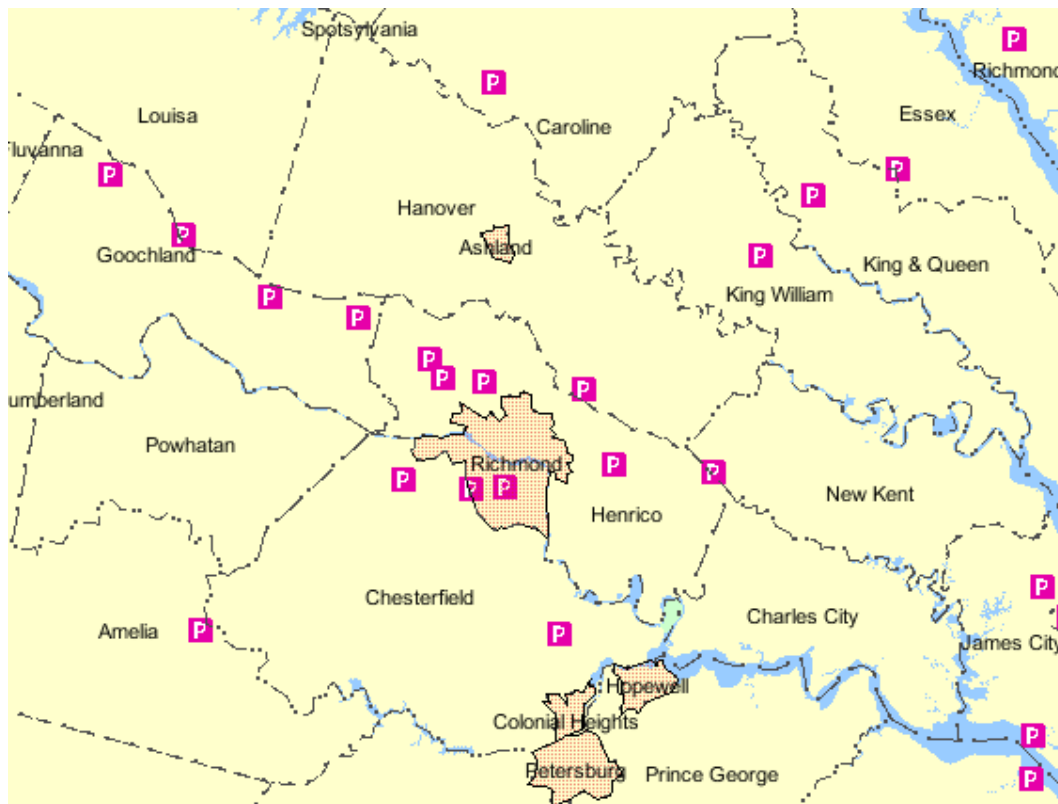 Spotsylvania
P
Richmond
P
Louisa
Essex
Caroline
Fluvanna
P
P
P
Hanover
P
Ashland
Goochland
P
King & Queen
King William
P
P
P
P
P
P
umberland
Powhatan
Richmond
P
P
P
P
P
New Kent
Henrico
P
Chesterfield
Charles City
Amelia
P
P
James City
Hopewell
Colonial Heights
P
Petersburg
Prince George
P